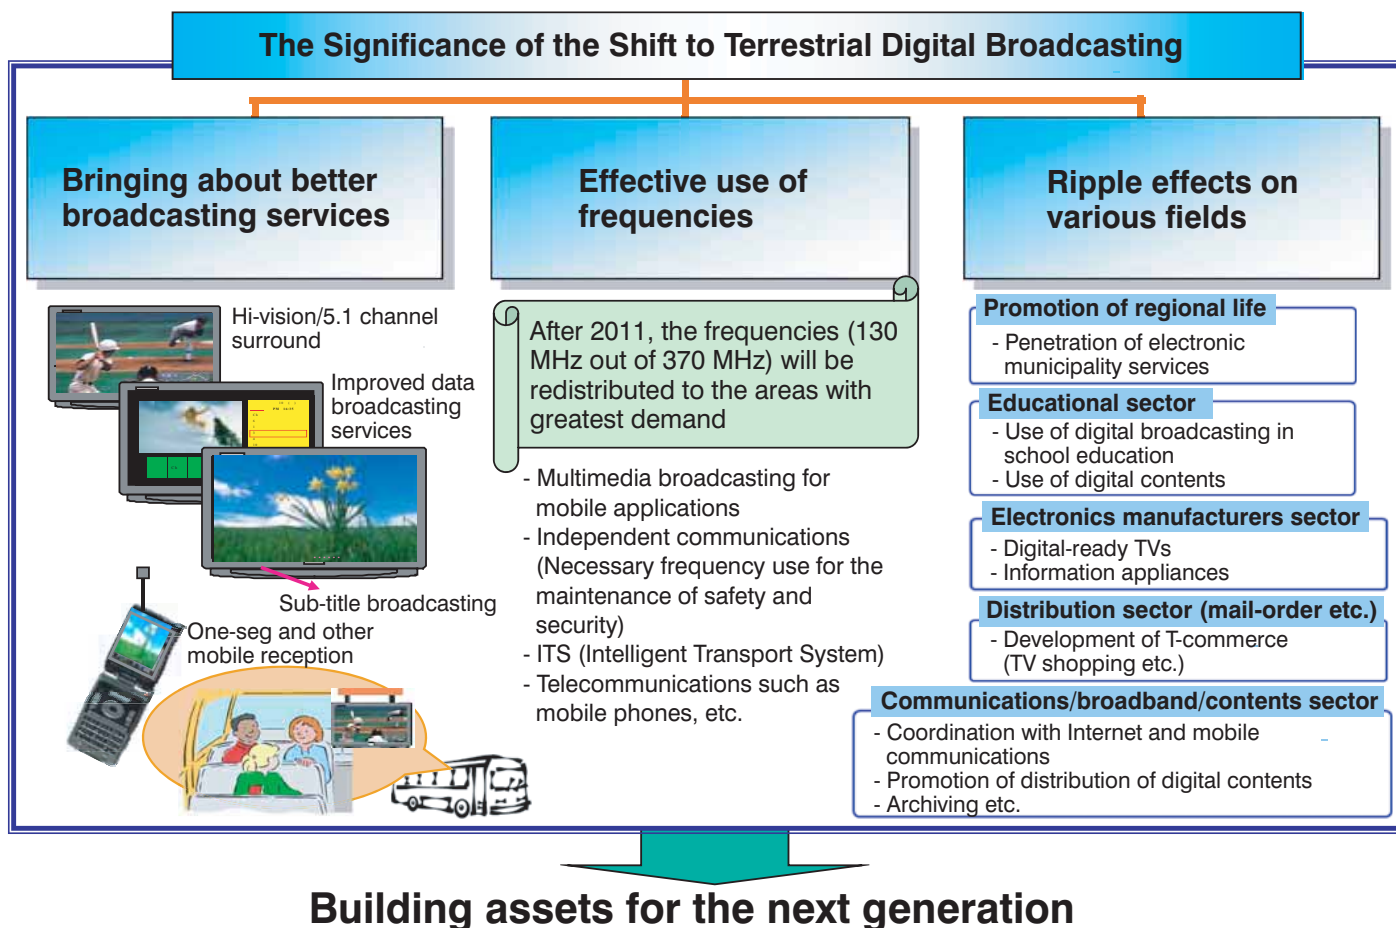 The Significance of the Shift to Terrestrial Digital Broadcasting
Bringing about better
broadcasting services
Hi-vision/5.1 channel
surround
Improved data
broadcasting
services
Sub-title broadcasting
One-seg and other
mobile reception
Effective use of
frequencies
After 2011, the frequencies (130
MHz out of 370 MHz) will be
redistributed to the areas with
greatest demand
- Multimedia broadcasting for
mobile applications
- Independent communications
(Necessary frequency use for the
maintenance of safety and
security)
- ITS (Intelligent Transport System)
- Telecommunications such as
mobile phones, etc.
Ripple effects on
various fields
Promotion of regional life
- Penetration of electronic
municipality services
Educational sector
- Use of digital broadcasting in
school education
- Use of digital contents
Electronics manufacturers sector
- Digital-ready TVs
- Information appliances
Distribution sector (mail-order etc.)
- Development of T-commerce
(TV shopping etc.)
Communications/broadband/contents sector
- Coordination with Internet and mobile
communications
- Promotion of distribution of digital contents
- Archiving etc.
Building assets for the next generation